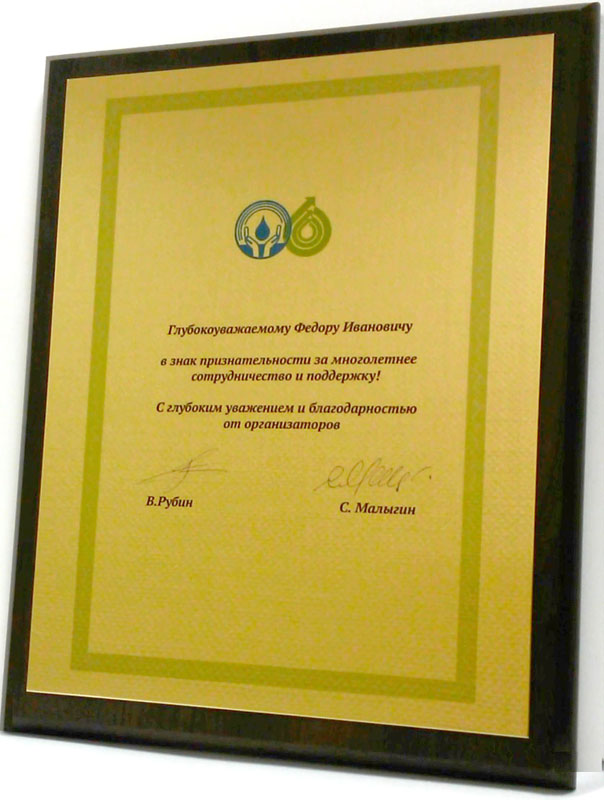 Глубокоуважаемому Федору Ивановичу
в знак признательности за многолетнее
сотрудничество и поддержку!
С глубоким уважением и благодарностью
от организаторов
В.Рубин
С. Малыгин